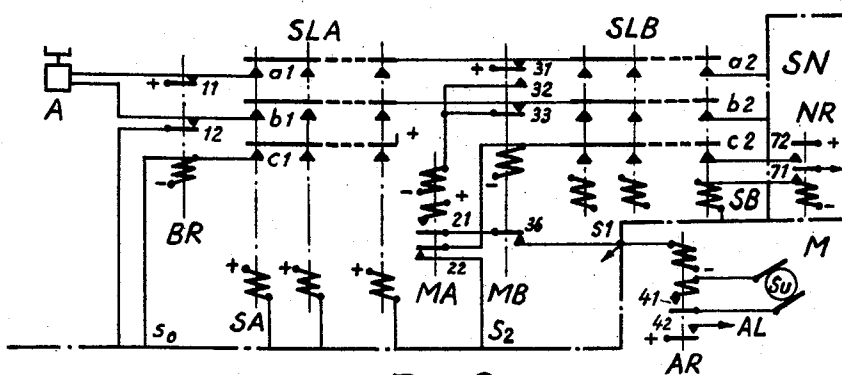 SLA
SLB
SN
A
+ 11
a1
+ 31
a2
32
b1
33
b2
NR
12
+
c1
c2
72 +
71
-
-
+
-
BR
21
36
SB
-
M
S1
22
+
+
+
SA
MA
MB
-
Su
41
S0
S2
42
AL
+
AR